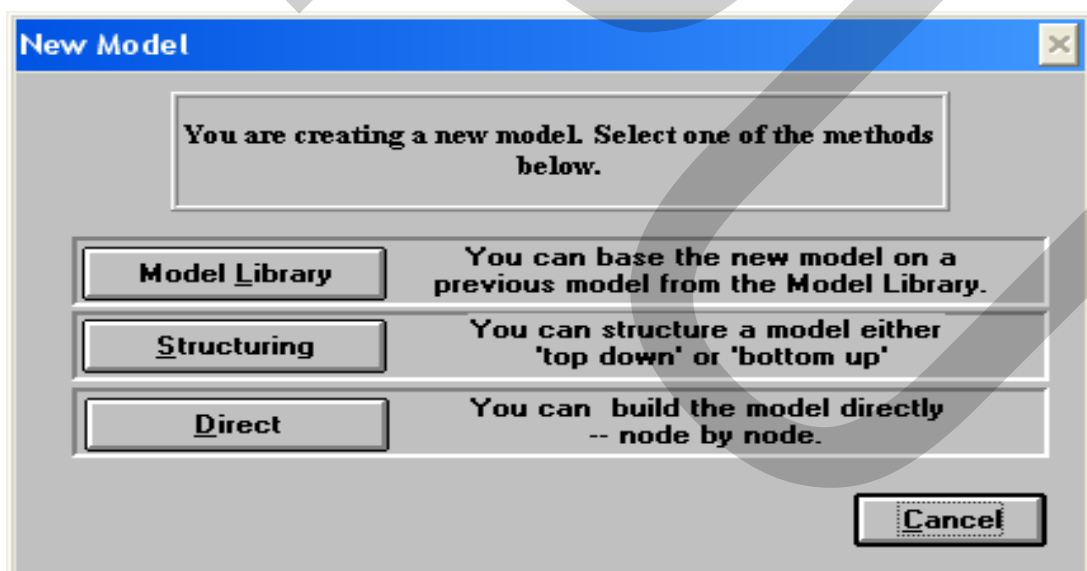 New Model
You are creating a new model. Select one of the methods
below.
Model Library
You can base the new model on a
previous model from the Model Library.
Structuring
You can structure a model either
'top down' or 'bottom up'
Direct
You can build the model directly
-- node by node.
Cancel